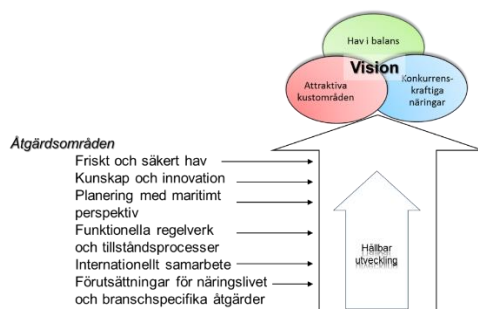 Hav i balans
Vision
Attraktiva
kustområden
Konkurrens-
kraftiga
näringar
Åtgärdsområden
Friskt och säkert hav
Kunskap och innovation
Planering med maritimt
perspektiv
Funktionella regelverk
och tillståndsprocesser
Internationellt samarbete
Förutsättningar för näringslivet
och branschspecifika åtgärder
Hållbar
utveckling